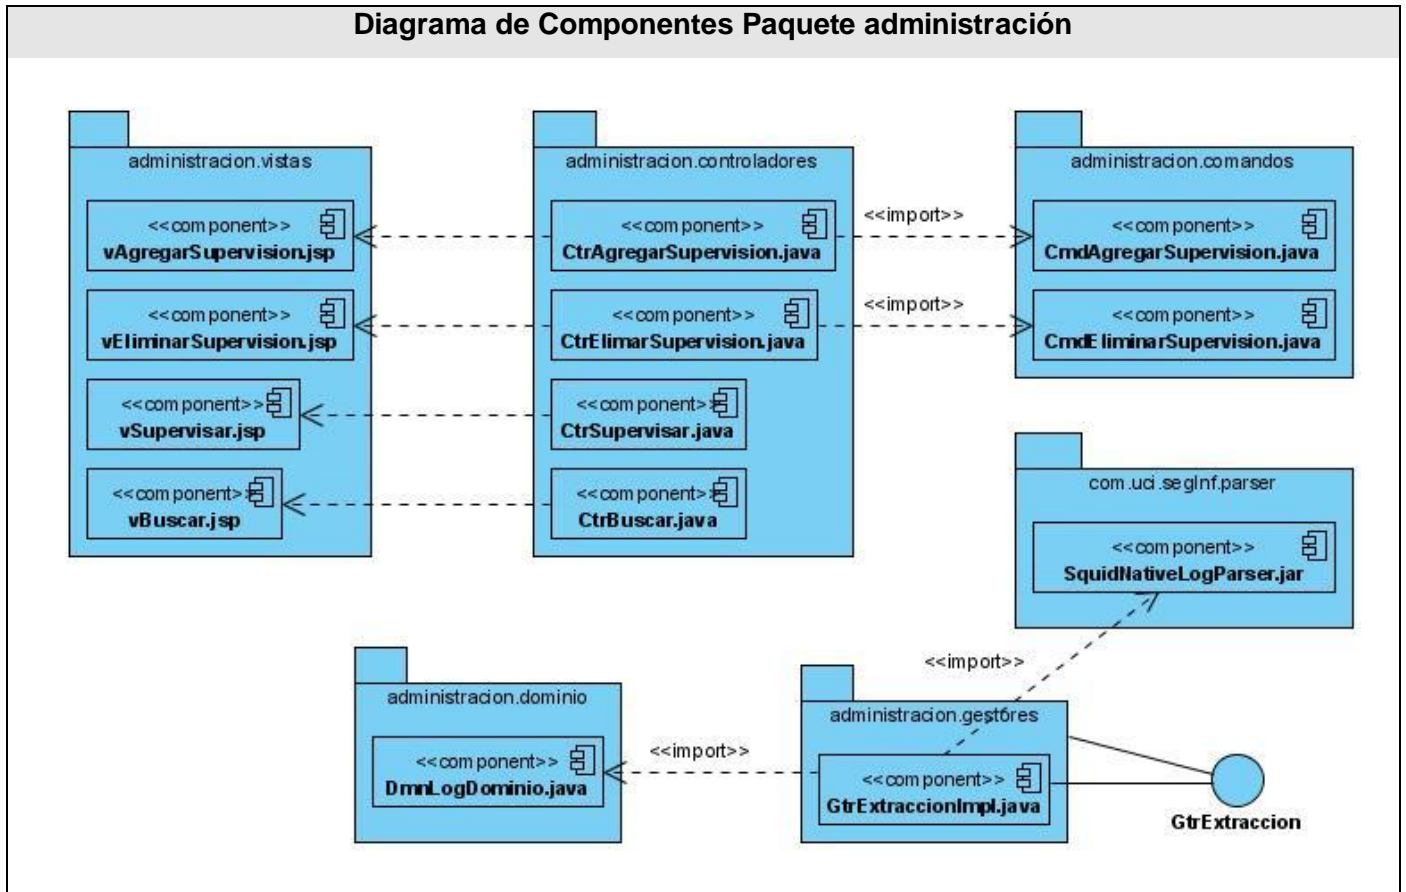 Diagrama de Componentes Paquete administración
administracion.vistas
<<component>>
vAgregarSupervision.jsp
<<component>>
vEliminarSupervision.jsp
<<component>>
vSupervisar.jsp
<<component>>
vBuscar.jsp
administracion.controladores
<<component>>
CtrAgregarSupervision.java
<<component>>
CtrElimarSupervision.java
<<component>>
CtrSupervisar.java
<<component>>
CtrBuscar.java
<<import>>
<<import>>
administracion.comandos
<<component>>
CmdAgregarSupervision.java
<<component>>
CmdEliminarSupervision.java
com.uci.segInf.parser
<<component>>
SquidNativeLogParser.jar
<<import>>
administracion.dominio
<<component>>
DmnLogDominio.java
<<import>>
administracion.gestores
<<component>>
GtrExtraccionImpl.java
GtrExtraccion